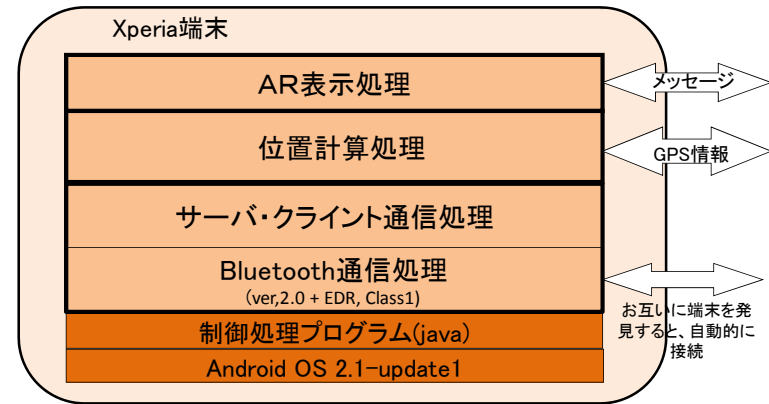 Xperia端末
AR表示処理
メッセージ
位置計算処理
GPS情報
サーバ・クライント通信処理
Bluetooth通信処理
(ver,2.0 + EDR, Class1)
お互いに端末を発
見すると、自動的に
接続
制御処理プログラム(java)
Android OS 2.1-update1